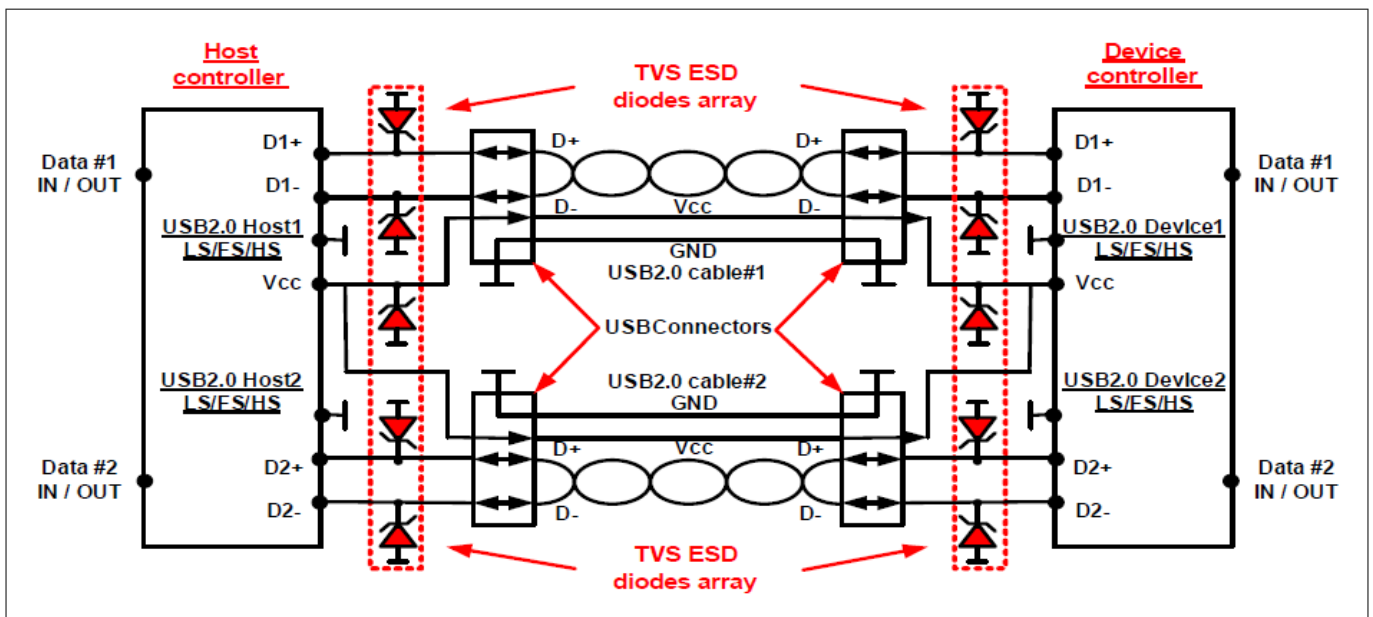 Host
controller
TVS ESD
diodes array
Device
controller
D1+
D+
D+
D1+
Data #1
IN / OUT
Data #1
IN / OUT
D1-
D-
Vcc
D-
D1-
USB2.0 Host1
LS/FS/HS
GND
USB2.0 cable#1
USB2.0 Device1
LS/FS/HS
Vcc
Vcc
USBConnectors
USB2.0 Host2
LS/FS/HS
USB2.0 cable#2
GND
USB2.0 Device2
LS/FS/HS
D+
Vcc
D+
Data #2
IN / OUT
D2+
D2+
Data #2
IN / OUT
D2-
D-
D-
D2-
TVS ESD
diodes array